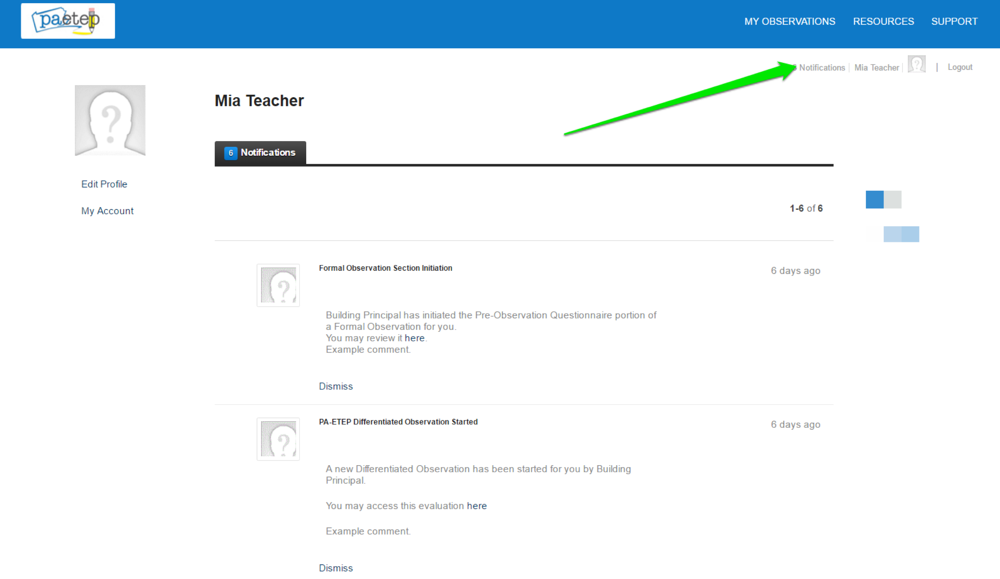 paetep
MY OBSERVATIONS RESOURCES SUPPORT
6 Notifications Mia Teacher | Logout
Mia Teacher
6 Notifications
Edit Profile
My Account
1-6 of 6
Formal Observation Section Initiation
6 days ago
Building Principal has initiated the Pre-Observation Questionnaire portion of
a Formal Observation for you.
You may review it here.
Example comment.
Dismiss
PA-ETEP Differentiated Observation Started
6 days ago
A new Differentiated Observation has been started for you by Building
Principal.
You may access this evaluation here
Example comment.
Dismiss